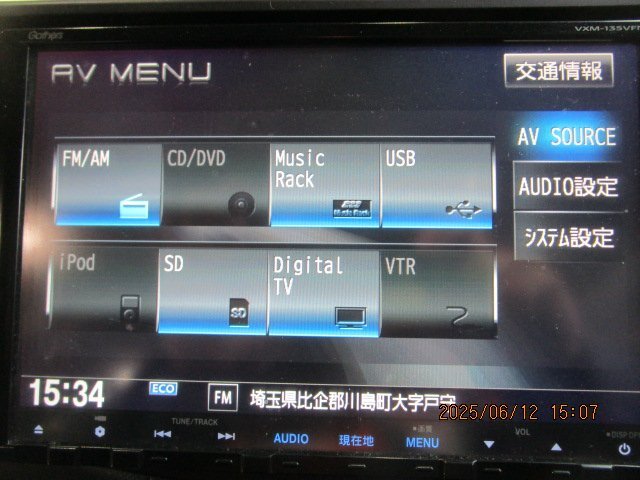 Gathers
VXM-135VF
AV MENU
交通情報
FM/AM
CD/DVD
Music Rack
USB
AV SOURCE
AUDIO設定
システム設定
iPod
SD
Digital TV
VTR
15:34
ECO
FM
埼玉県比企郡川島町大字戸守
2025/06/12 15:07
TUNE/TRACK
AUDIO
現在地
画質
MENU
VOL